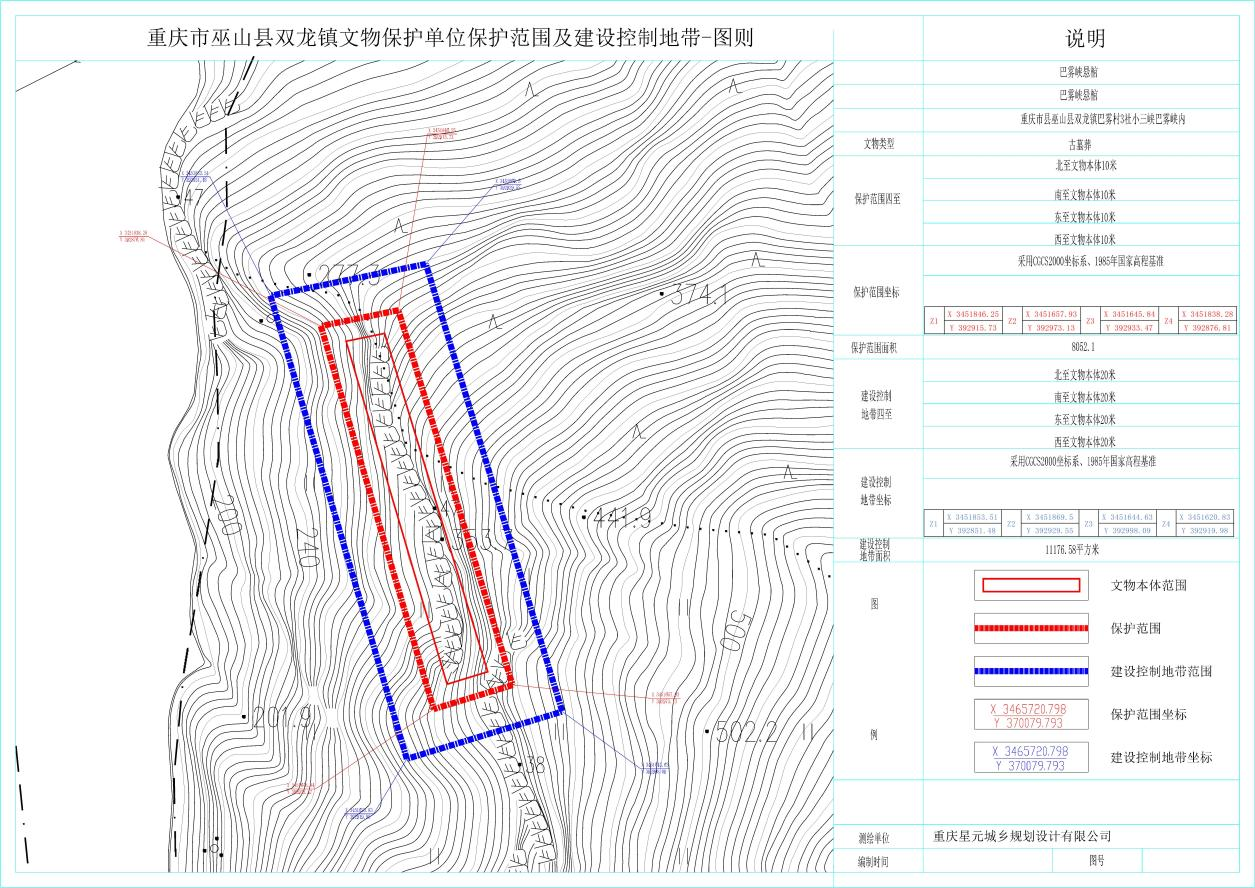 重庆市巫山县双龙镇文物保护单位保护范围及建设控制地带-图则
说明
巴雾峡悬棺
巴雾峡悬棺
重庆市县巫山县双龙镇巴雾村3社小三峡巴雾峡内
文物类型
古墓葬
保护范围四至
北至文物本体10米
南至文物本体10米
东至文物本体10米
西至文物本体10米
保护范围坐标
采用CGCS2000坐标系、1985年国家高程基准
Z1 X 3451846.25 Y 392915.73
Z2 X 3451657.93 Y 392973.13
Z3 X 3451645.84 Y 392933.47
Z4 X 3451838.28 Y 392876.81
保护范围面积
8052.1
建设控制
地带四至
北至文物本体20米
南至文物本体20米
东至文物本体20米
西至文物本体20米
建设控制
地带坐标
采用CGCS2000坐标系、1985年国家高程基准
Z1 X 3451853.51 Y 392851.48
Z2 X 3451869.5 Y 392929.55
Z3 X 3451644.63 Y 392998.09
Z4 X 3451620.83 Y 392919.98
建设控制
地带面积
11176.58平方米
图
例
文物本体范围
保护范围
建设控制地带范围
X 3465720.798
Y 370079.793
保护范围坐标
X 3465720.798
Y 370079.793
建设控制地带坐标
测绘单位
重庆星元城乡规划设计有限公司
编制时间
图号
47
277.3
374.1
441.9
200
240
500
201.9
502.2
X 3451838.28
Y 392876.81